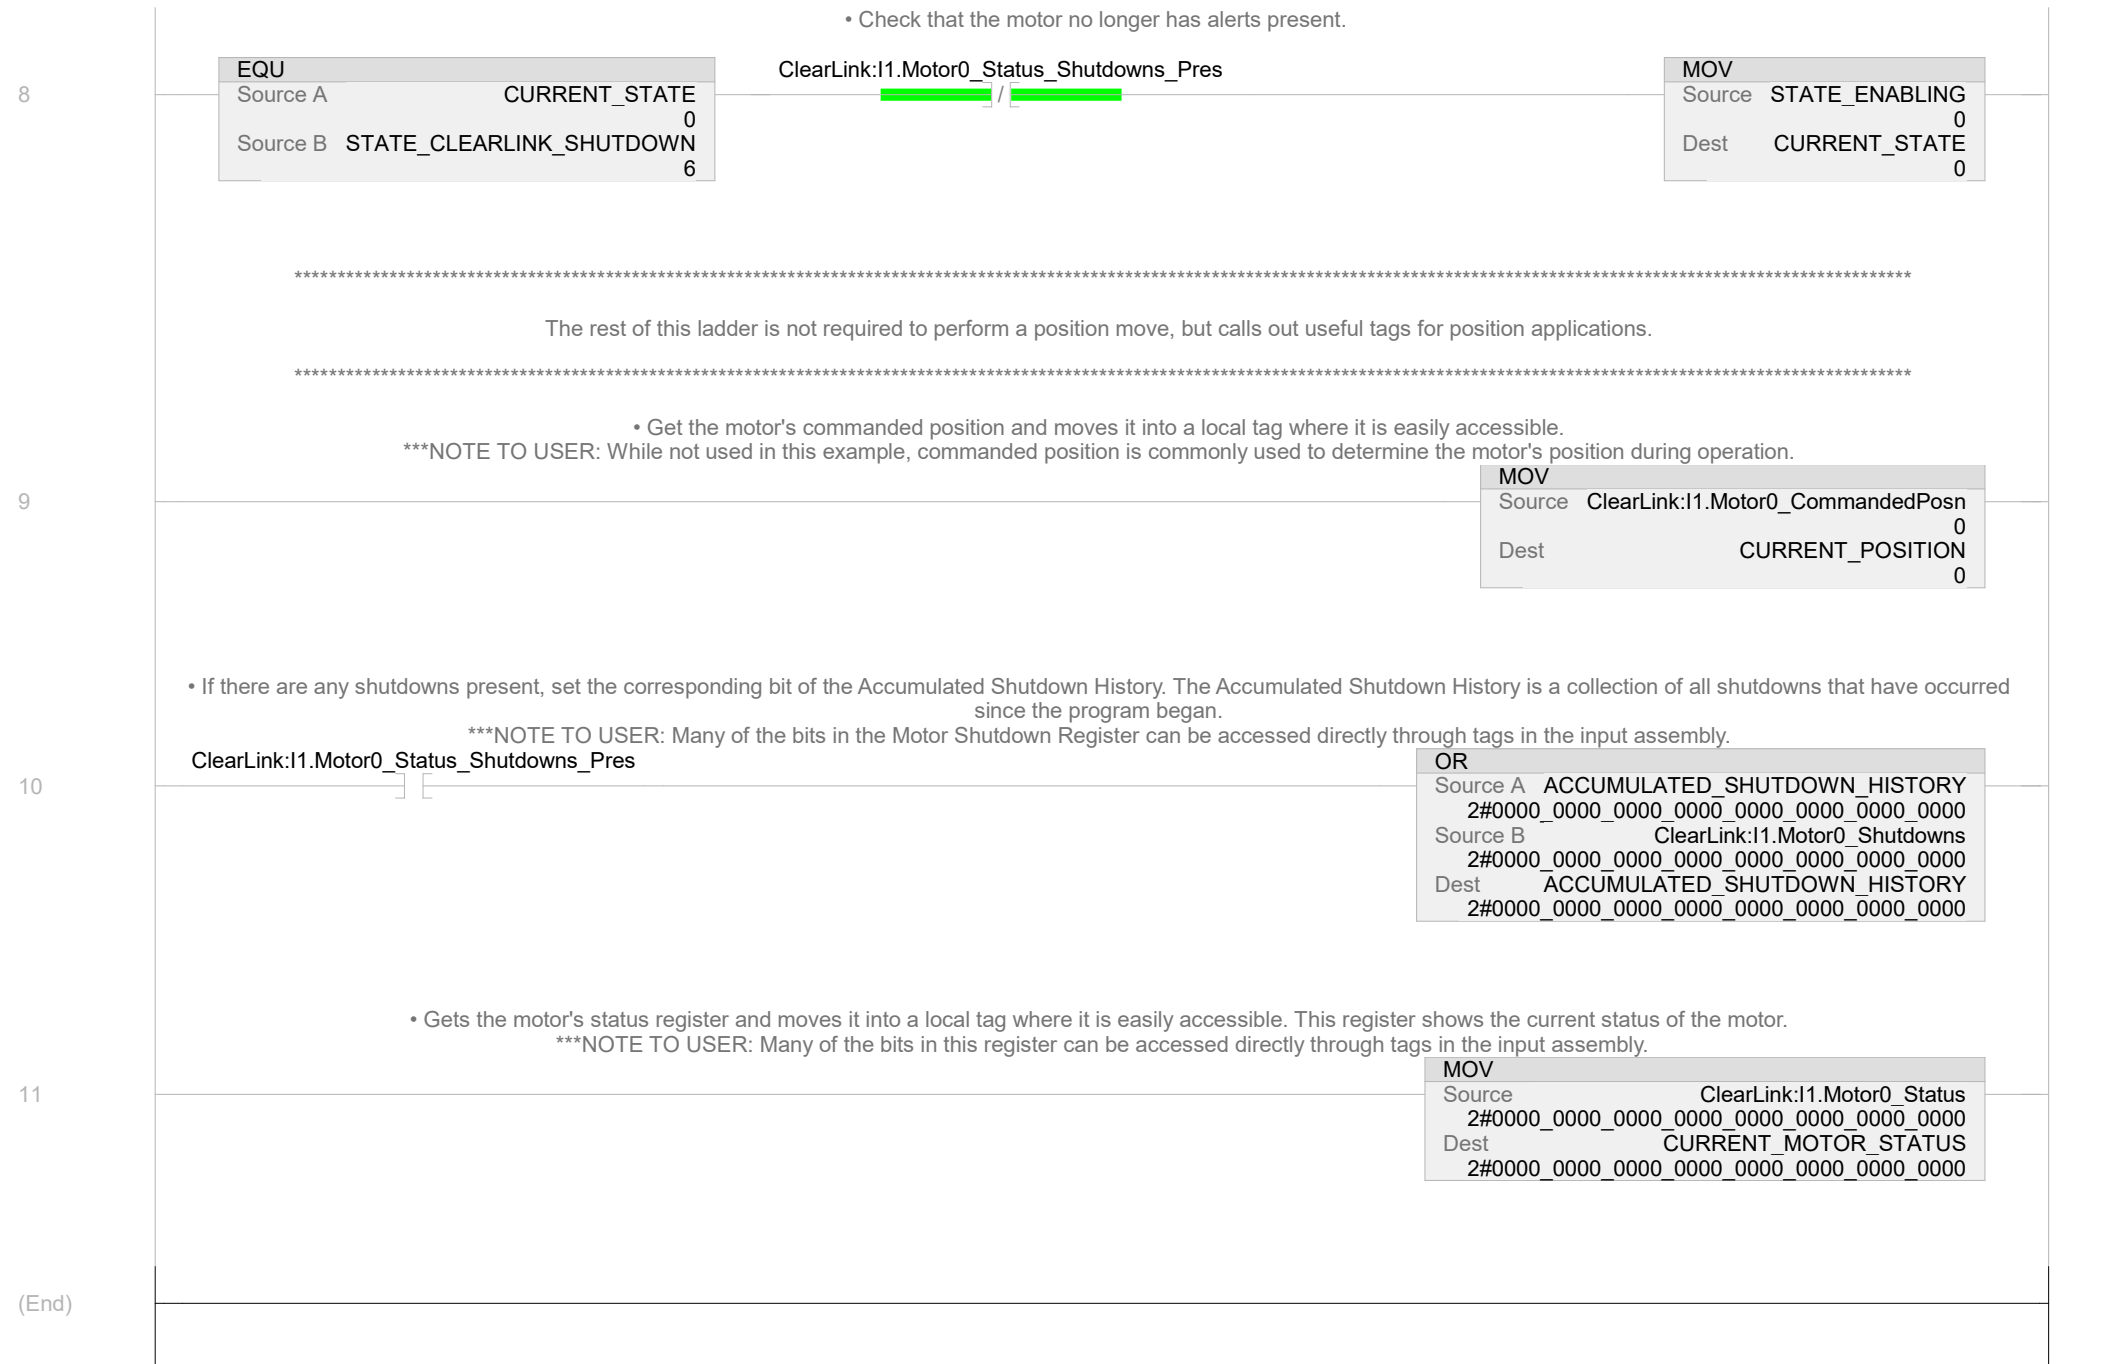 • Check that the motor no longer has alerts present.
8
EQU
Source A CURRENT_STATE
0
Source B STATE_CLEARLINK_SHUTDOWN
6
ClearLink:I1.Motor0_Status_Shutdowns_Pres
/
MOV
Source STATE_ENABLING
0
Dest CURRENT_STATE
0
****************************************************************************************************************************************************************************************
The rest of this ladder is not required to perform a position move, but calls out useful tags for position applications.
****************************************************************************************************************************************************************************************
• Get the motor's commanded position and moves it into a local tag where it is easily accessible.
***NOTE TO USER: While not used in this example, commanded position is commonly used to determine the motor's position during operation.
9
MOV
Source ClearLink:I1.Motor0_CommandedPosn
0
Dest CURRENT_POSITION
0
• If there are any shutdowns present, set the corresponding bit of the Accumulated Shutdown History. The Accumulated Shutdown History is a collection of all shutdowns that have occurred
since the program began.
***NOTE TO USER: Many of the bits in the Motor Shutdown Register can be accessed directly through tags in the input assembly.
10
ClearLink:I1.Motor0_Status_Shutdowns_Pres
OR
Source A ACCUMULATED_SHUTDOWN_HISTORY
2#0000_0000_0000_0000_0000_0000_0000_0000
Source B ClearLink:I1.Motor0_Shutdowns
2#0000_0000_0000_0000_0000_0000_0000_0000
Dest ACCUMULATED_SHUTDOWN_HISTORY
2#0000_0000_0000_0000_0000_0000_0000_0000
• Gets the motor's status register and moves it into a local tag where it is easily accessible. This register shows the current status of the motor.
***NOTE TO USER: Many of the bits in this register can be accessed directly through tags in the input assembly.
11
MOV
Source ClearLink:I1.Motor0_Status
2#0000_0000_0000_0000_0000_0000_0000_0000
Dest CURRENT_MOTOR_STATUS
2#0000_0000_0000_0000_0000_0000_0000_0000
(End)